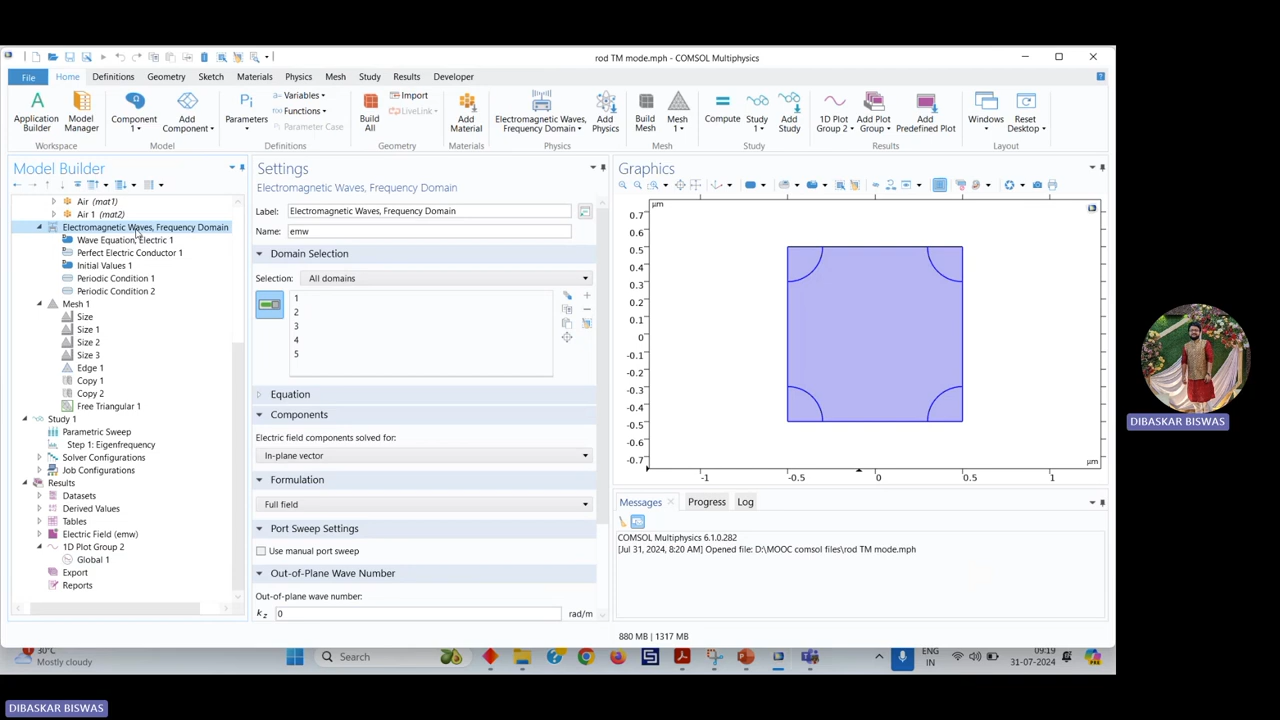 rod TM mode.mph - COMSOL Multiphysics
File Home Definitions Geometry Sketch Materials Physics Mesh Study Results Developer
Application Builder
Model Manager
Component 1
Add Component
Parameters
Variables
Functions
Parameter Case
Build All
Import
LiveLink
Add Material
Electromagnetic Waves, Frequency Domain
Add Physics
Build Mesh
Mesh 1
Compute
Study 1
Add Study
1D Plot Group 2
Add Plot Group
Add Predefined Plot
Windows
Reset Desktop
Workspace Model Definitions Geometry Materials Physics Mesh Study Results Layout
Model Builder
Air (mat1)
Air 1 (mat2)
Electromagnetic Waves, Frequency Domain
Wave Equation, Electric 1
Perfect Electric Conductor 1
Initial Values 1
Periodic Condition 1
Periodic Condition 2
Mesh 1
Size
Size 1
Size 2
Size 3
Edge 1
Copy 1
Copy 2
Free Triangular 1
Study 1
Parametric Sweep
Step 1: Eigenfrequency
Solver Configurations
Job Configurations
Results
Datasets
Derived Values
Tables
Electric Field (emw)
1D Plot Group 2
Global 1
Export
Reports
Settings
Electromagnetic Waves, Frequency Domain
Label: Electromagnetic Waves, Frequency Domain
Name: emw
Domain Selection
Selection: All domains
1
2
3
4
5
Equation
Components
Electric field components solved for:
In-plane vector
Formulation
Full field
Port Sweep Settings
Use manual port sweep
Out-of-Plane Wave Number
Out-of-plane wave number:
kz 0 rad/m
Graphics
μm
0.7
0.6
0.5
0.4
0.3
0.2
0.1
0
-0.1
-0.2
-0.3
-0.4
-0.5
-0.6
-0.7
μm
-1 -0.5 0 0.5 1
Messages Progress Log
COMSOL Multiphysics 6.1.0.282
[Jul 31, 2024, 8:20 AM] Opened file: D:\MOOC comsol files\rod TM mode.mph
880 MB | 1317 MB
30°C
Mostly cloudy
Search
ENG
IN
09:19
31-07-2024
DIBASKAR BISWAS
DIBASKAR BISWAS